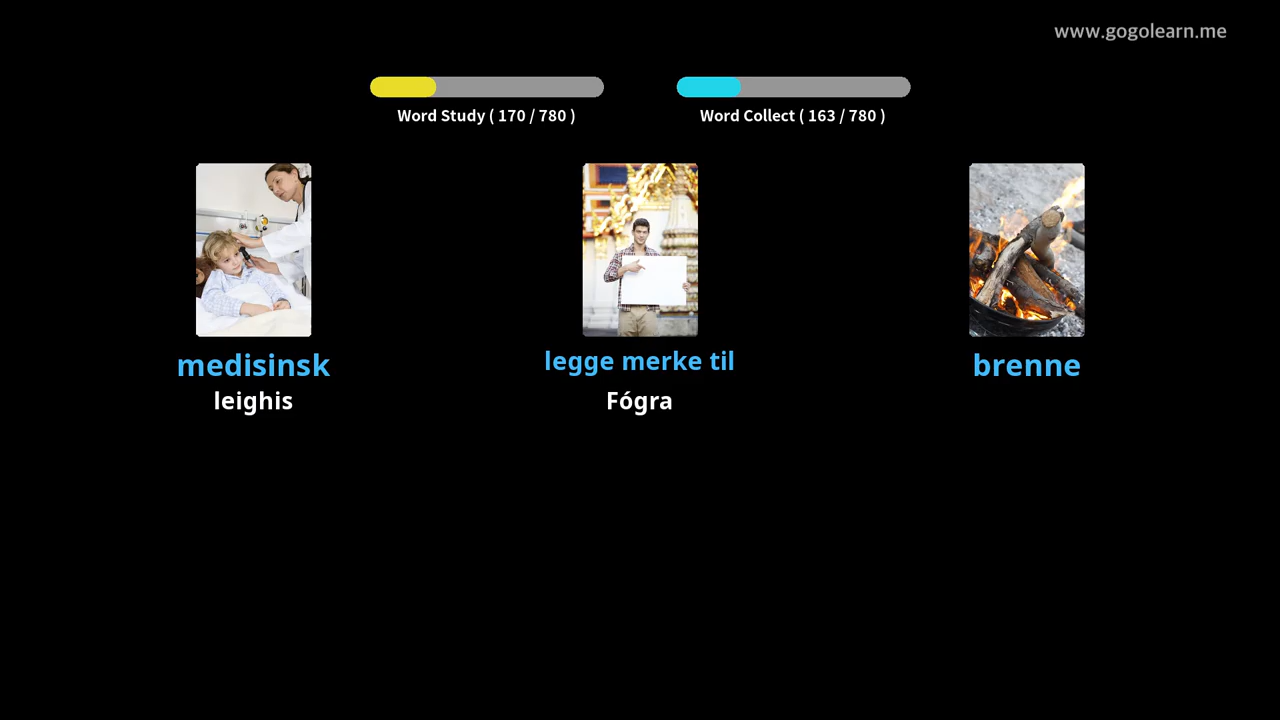 www.gogolearn.me
Word Study ( 170 / 780 )
Word Collect ( 163 / 780 )
medisinsk
leighis
legge merke til
Fógra
brenne